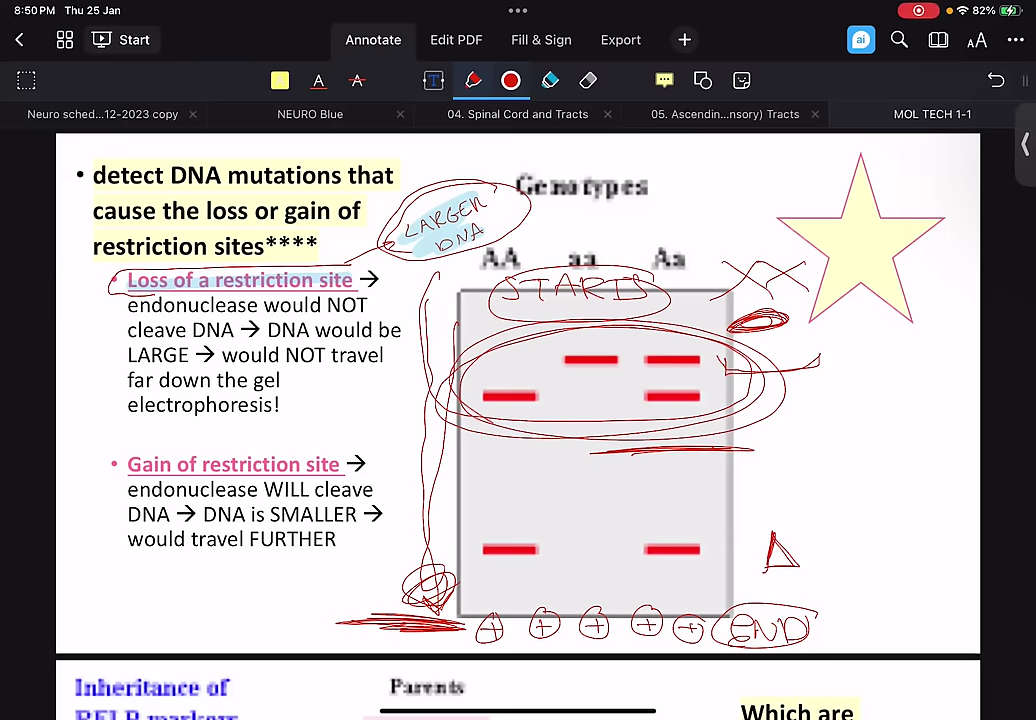 8:50 PM Thu 25 Jan
82%
Start
Annotate
Edit PDF
Fill & Sign
Export
ai
AA
A
A
T
Neuro sched...12-2023 copy
NEURO Blue
04. Spinal Cord and Tracts
05. Ascendin...nsory) Tracts
MOL TECH 1-1
• detect DNA mutations that
cause the loss or gain of
restriction sites****
• Loss of a restriction site →
endonuclease would NOT
cleave DNA → DNA would be
LARGE → would NOT travel
far down the gel
electrophoresis!
• Gain of restriction site →
endonuclease WILL cleave
DNA → DNA is SMALLER →
would travel FURTHER
LARGER
DNA
Genotypes
AA aa Aa
+ + + + + END
Inheritance of
RFLP markers
Parents
Which are